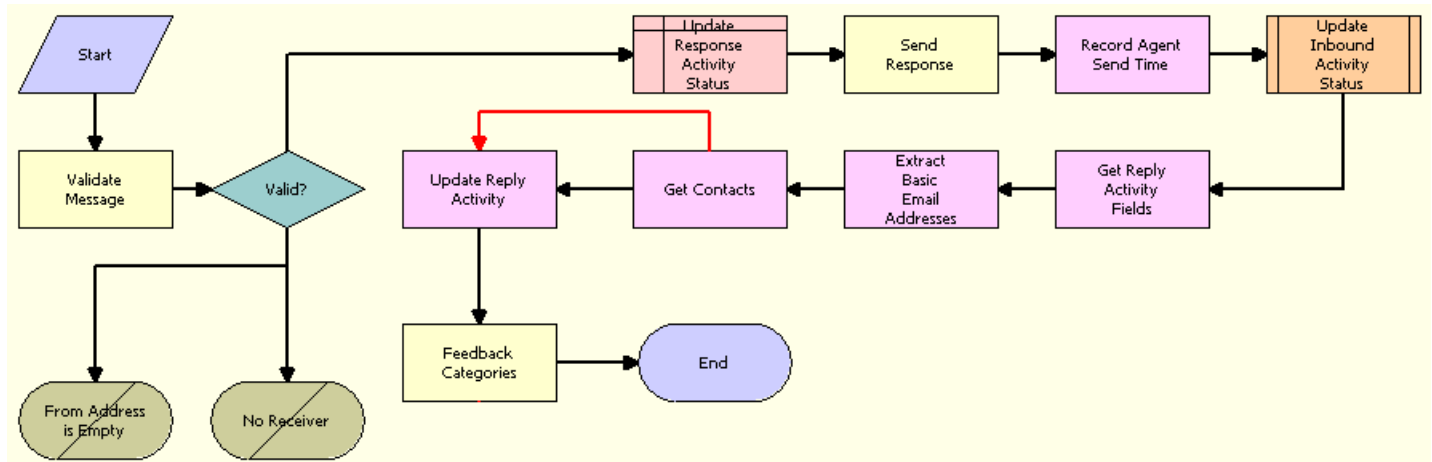 Start
Update
Response
Activity
Status
Send
Response
Record Agent
Send Time
Update
Inbound
Activity
Status
Validate
Message
Valid?
Update Reply
Activity
Get Contacts
Extract
Basic
Email
Addresses
Get Reply
Activity
Fields
Feedback
Categories
End
From Address
is Empty
No Receiver